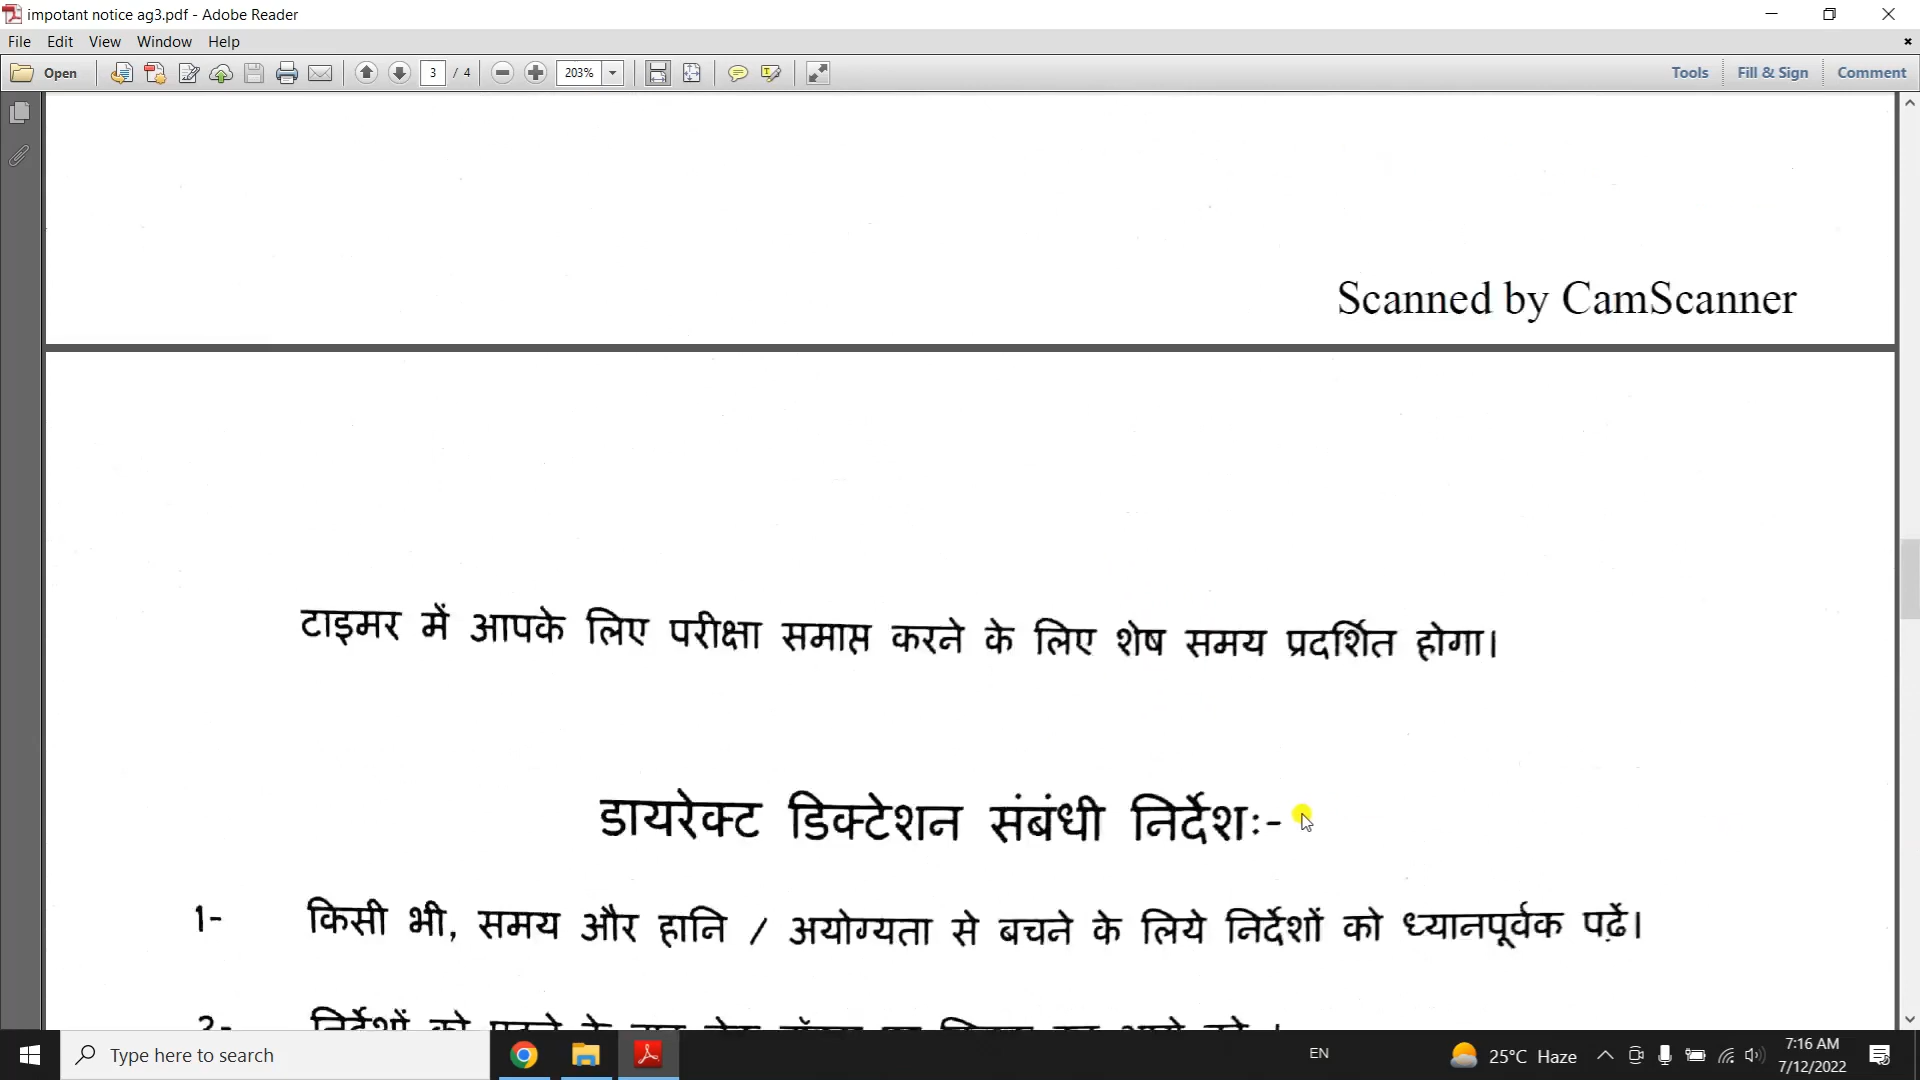 impotant notice ag3.pdf - Adobe Reader
File Edit View Window Help
Open 3 / 4 203% Tools Fill & Sign Comment
Scanned by CamScanner
टाइमर में आपके लिए परीक्षा समाप्त करने के लिए शेष समय प्रदर्शित होगा।
डायरेक्ट डिक्टेशन संबंधी निर्देशः-
1- किसी भी, समय और हानि / अयोग्यता से बचने के लिये निर्देशों को ध्यानपूर्वक पढ़ें।
2- निर्देशों को
Type here to search
EN
25°C Haze
7:16 AM
7/12/2022